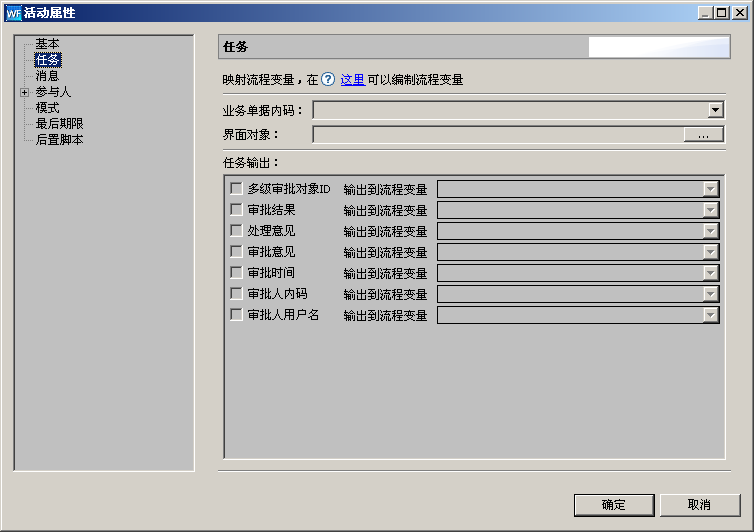 WF 活动属性
基本
任务
消息
参与人
模式
最后期限
后置脚本
任务
映射流程变量，在 ? 这里可以编制流程变量
业务单据内码：
界面对象： ...
任务输出：
多级审批对象ID 输出到流程变量
审批结果 输出到流程变量
处理意见 输出到流程变量
审批意见 输出到流程变量
审批时间 输出到流程变量
审批人内码 输出到流程变量
审批人用户名 输出到流程变量
确定 取消